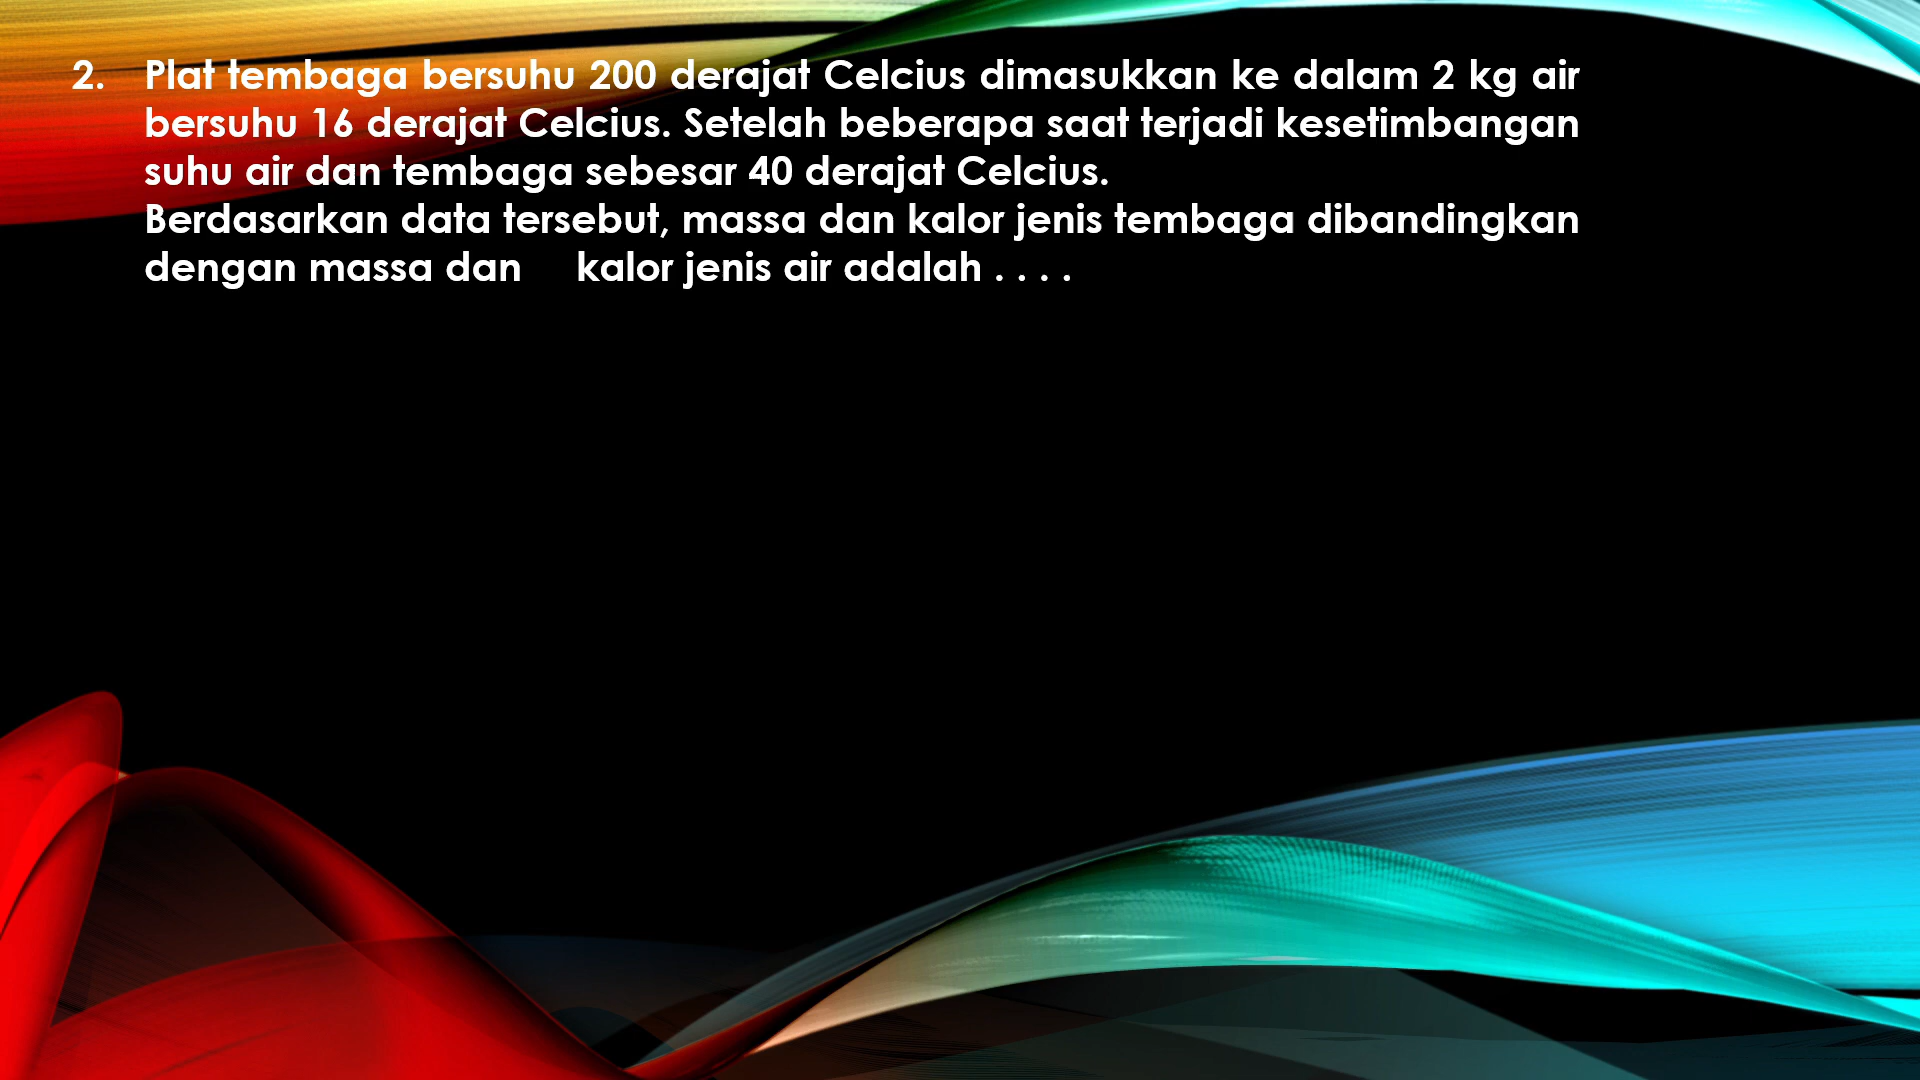 2. Plat tembaga bersuhu 200 derajat Celcius dimasukkan ke dalam 2 kg air
bersuhu 16 derajat Celcius. Setelah beberapa saat terjadi kesetimbangan
suhu air dan tembaga sebesar 40 derajat Celcius.
Berdasarkan data tersebut, massa dan kalor jenis tembaga dibandingkan
dengan massa dan kalor jenis air adalah . . . .